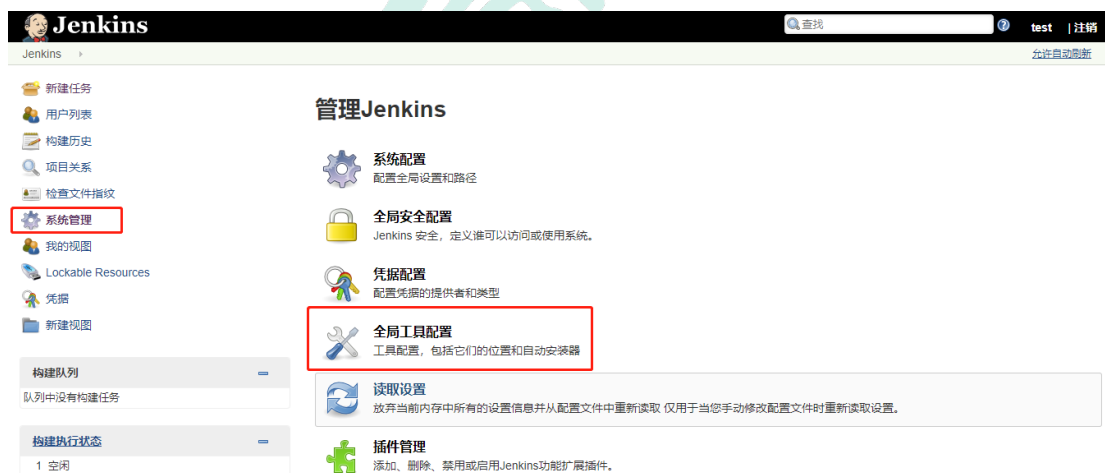 Jenkins
查找
test | 注销
Jenkins
允许自动刷新
新建任务
用户列表
构建历史
项目关系
检查文件指纹
系统管理
我的视图
Lockable Resources
凭据
新建视图
构建队列
队列中没有构建任务
构建执行状态
1 空闲
管理Jenkins
系统配置
配置全局设置和路径
全局安全配置
Jenkins 安全，定义谁可以访问或使用系统。
凭据配置
配置凭据的提供者和类型
全局工具配置
工具配置，包括它们的位置和自动安装器
读取设置
放弃当前内存中所有的设置信息并从配置文件中重新读取 仅用于当您手动修改配置文件时重新读取设置。
插件管理
添加、删除、禁用或启用Jenkins功能扩展插件。